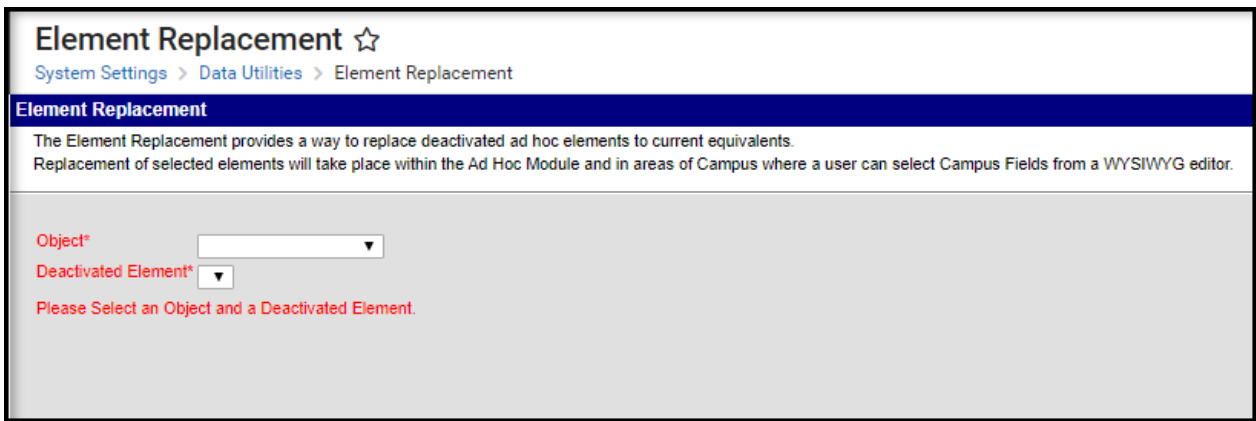 Element Replacement ☆
System Settings > Data Utilities > Element Replacement
Element Replacement
The Element Replacement provides a way to replace deactivated ad hoc elements to current equivalents.
Replacement of selected elements will take place within the Ad Hoc Module and in areas of Campus where a user can select Campus Fields from a WYSIWYG editor.
Object*
Deactivated Element*
Please Select an Object and a Deactivated Element.